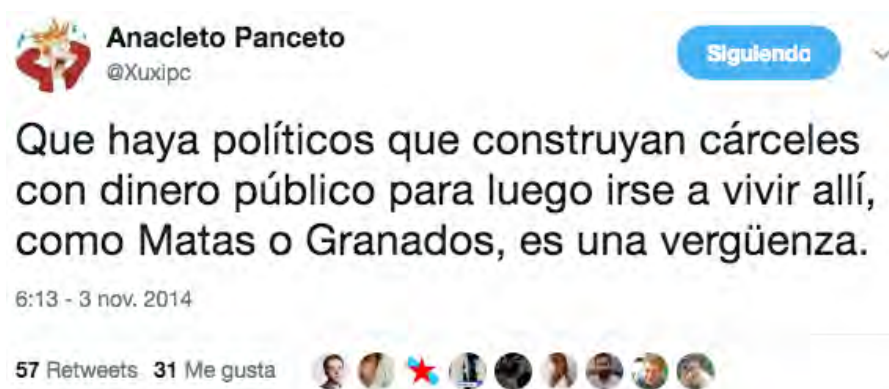 Anacleto Panceto
@Xuxipc
Siguiendo
Que haya políticos que construyan cárceles
con dinero público para luego irse a vivir allí,
como Matas o Granados, es una vergüenza.
6:13 - 3 nov. 2014
57 Retweets 31 Me gusta